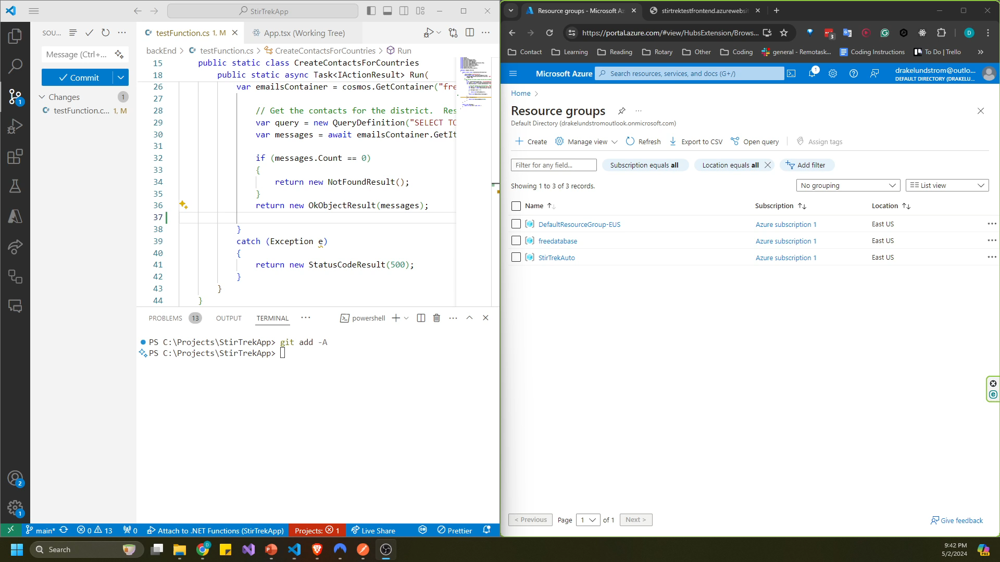 StirTrekApp
SOU...
Message (Ctrl+...
Commit
Changes 1
testFunction.c... 1, M
1
2
1
testFunction.cs 1, M
App.tsx (Working Tree)
backEnd > testFunction.cs > CreateContactsForCountries > Run
15 public static class CreateContactsForCountries
18 public static async Task<IActionResult> Run(
26 var emailsContainer = cosmos.GetContainer("fre
27
28 // Get the contacts for the district. Res
29 var query = new QueryDefinition("SELECT TO
30 var messages = await emailsContainer.GetIt
31
32 if (messages.Count == 0)
33 {
34 return new NotFoundResult();
35 }
36 return new OkObjectResult(messages);
37
38 }
39 catch (Exception e)
40 {
41 return new StatusCodeResult(500);
42 }
43 }
44 }
PROBLEMS 13 OUTPUT TERMINAL ... powershell
PS C:\Projects\StirTrekApp> git add -A
PS C:\Projects\StirTrekApp>
main* 0 13 0 Attach to .NET Functions (StirTrekApp) Projects: 1 Live Share Prettier
Resource groups - Microsoft Az
stirtrektestfrontend.azurewebsi
https://portal.azure.com/#view/HubsExtension/Brows...
3
D
Contact Learning Reading Rotary Other Coding general - Remotask... Coding Instructions To Do | Trello »
Microsoft Azure
Search resources, services, and docs (G+/)
1
drakelundstrom@outlo...
DEFAULT DIRECTORY (DRAKELU...
Home >
Resource groups ...
Default Directory (drakelundstromoutlook.onmicrosoft.com)
Create Manage view Refresh Export to CSV Open query Assign tags
Filter for any field... Subscription equals all Location equals all Add filter
Showing 1 to 3 of 3 records.
No grouping List view
Name Subscription Location
DefaultResourceGroup-EUS Azure subscription 1 East US
freedatabase Azure subscription 1 East US
StirTrekAuto Azure subscription 1 East US
< Previous Page 1 of 1 Next >
Give feedback
Search
D
9:42 PM
5/2/2024
PRE